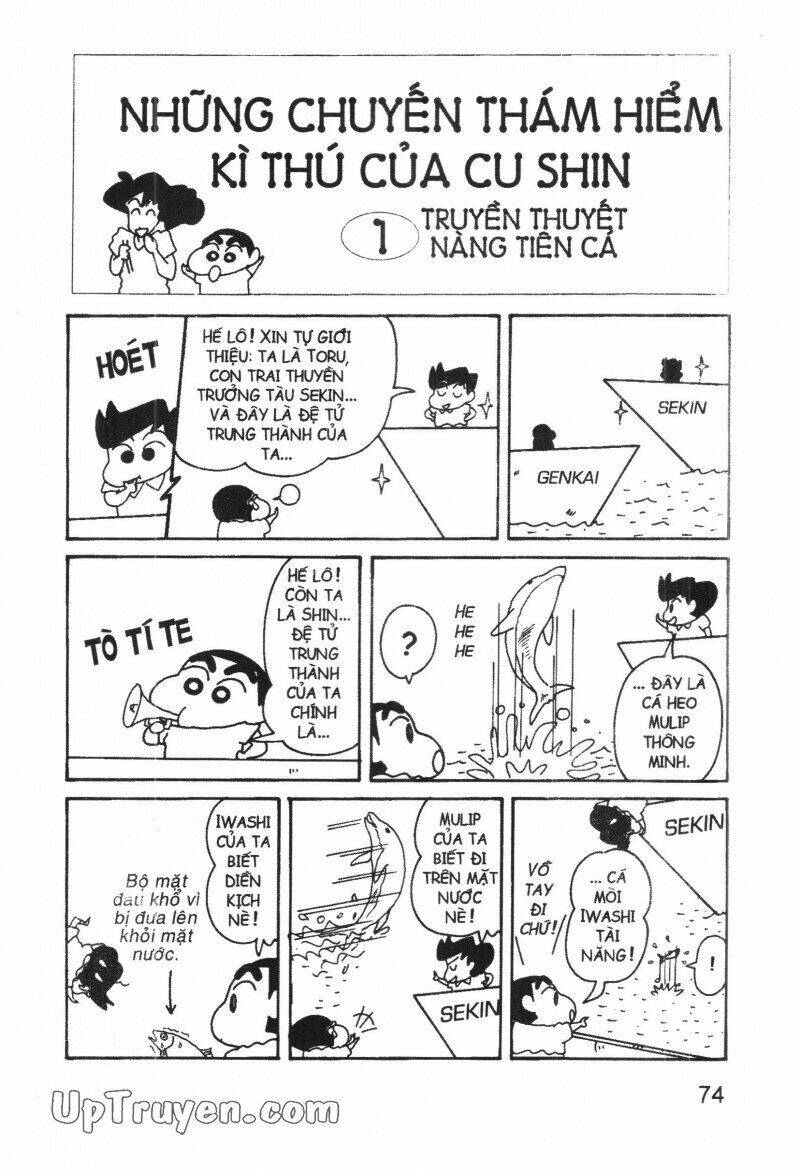 NHỮNG CHUYẾN THÁM HIỂM
KÌ THÚ CỦA CU SHIN
1
TRUYỀN THUYẾT
NÀNG TIÊN CÁ
SEKIN
GENKAI
HẾ LÔ! XIN TỰ GIỚI
THIỆU: TA LÀ TORU,
CON TRAI THUYỀN
TRƯỞNG TÀU SEKIN...
VÀ ĐÂY LÀ ĐỆ TỬ
TRUNG THÀNH CỦA
TA...
HOÉT
... ĐÂY LÀ
CÁ HEO
MULIP
THÔNG
MINH.
HE
HE
HE
?
HẾ LÔ!
CÒN TA
LÀ SHIN...
ĐỆ TỬ
TRUNG
THÀNH
CỦA TA
CHÍNH
LÀ...
TÒ TÍ TE
SEKIN
... CÁ
MÒI
IWASHI
TÀI
NĂNG!
VỖ
TAY
ĐI
CHỨ!
!
MULIP
CỦA TA
BIẾT ĐI
TRÊN MẶT
NƯỚC
NÈ!
SEKIN
IWASHI
CỦA TA
BIẾT
DIỄN
KỊCH
NÈ!
Bộ mặt
đau khổ vì
bị đưa lên
khỏi mặt
nước.
74
UpTruyen.com